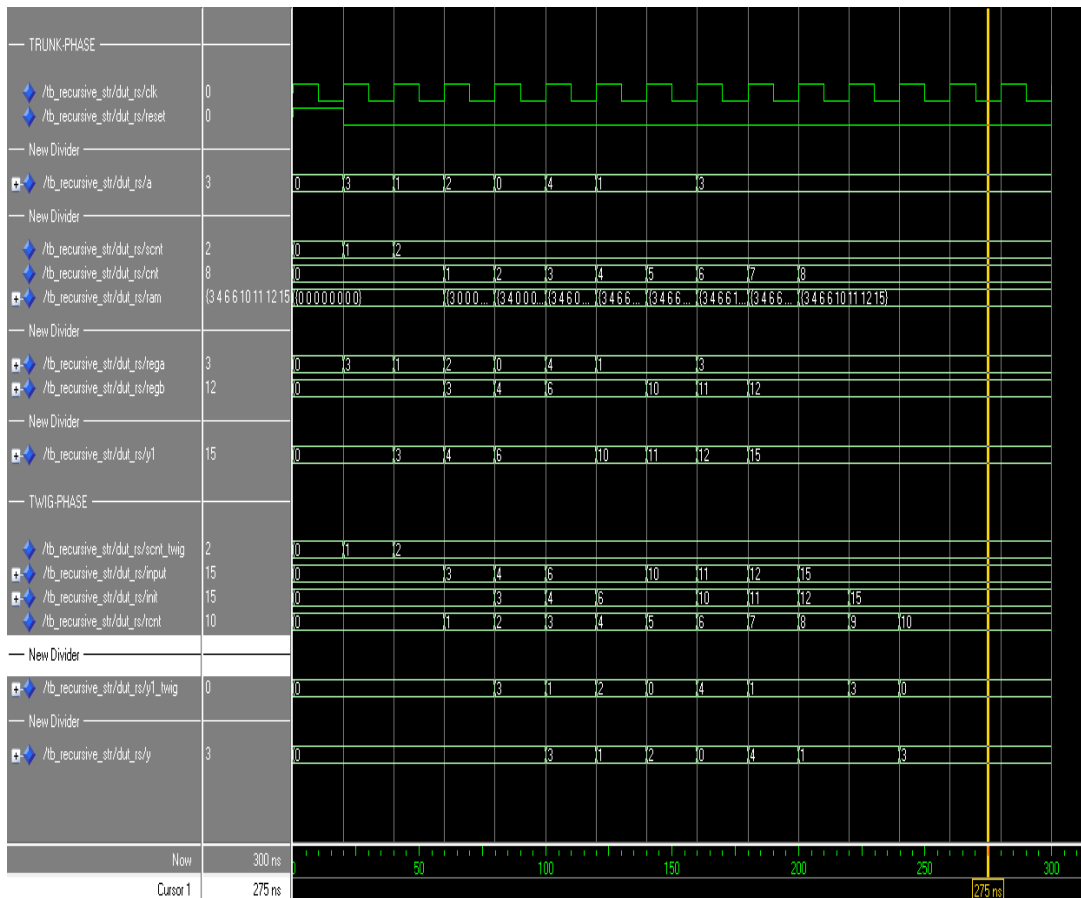 TRUNK-PHASE
/tb_recursive_str/dut_rs/clk 0
/tb_recursive_str/dut_rs/reset 0
New Divider
/tb_recursive_str/dut_rs/a 3 0 3 1 2 0 4 1 3
New Divider
/tb_recursive_str/dut_rs/scnt 2 0 1 2
/tb_recursive_str/dut_rs/cnt 8 0 1 2 3 4 5 6 7 8
/tb_recursive_str/dut_rs/ram {3 4 6 6 10 11 12 15 {0 0 0 0 0 0 0 0} {3 0 0 0 ... {3 4 0 0 0... {3 4 6 0... {3 4 6 6... {3 4 6 6... {3 4 6 6 1... {3 4 6 6 ... {3 4 6 6 10 11 12 15}
New Divider
/tb_recursive_str/dut_rs/rega 3 0 3 1 2 0 4 1 3
/tb_recursive_str/dut_rs/regb 12 0 3 4 6 10 11 12
New Divider
/tb_recursive_str/dut_rs/y1 15 0 3 4 6 10 11 12 15
TWIG-PHASE
/tb_recursive_str/dut_rs/scnt_twig 2 0 1 2
/tb_recursive_str/dut_rs/input 15 0 3 4 6 10 11 12 15
/tb_recursive_str/dut_rs/init 15 0 3 4 6 10 11 12 15
/tb_recursive_str/dut_rs/rcnt 10 0 1 2 3 4 5 6 7 8 9 10
New Divider
/tb_recursive_str/dut_rs/y1_twig 0 0 3 1 2 0 4 1 3 0
New Divider
/tb_recursive_str/dut_rs/y 3 0 3 1 2 0 4 1 3
Now 300 ns 50 100 150 200 250 300
Cursor 1 275 ns 275 ns